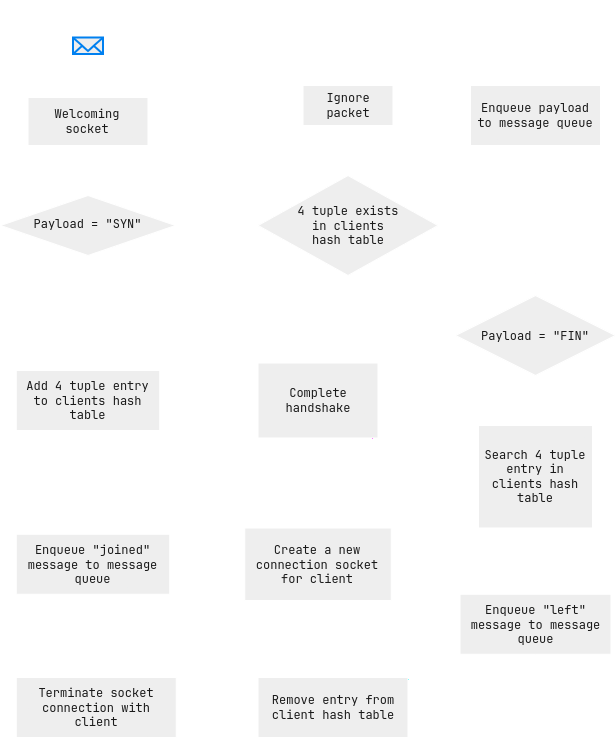 Welcoming
socket
Ignore
packet
Enqueue payload
to message queue
Payload = "SYN"
4 tuple exists
in clients
hash table
Payload = "FIN"
Add 4 tuple entry
to clients hash
table
Complete
handshake
Search 4 tuple
entry in
clients hash
table
Enqueue "joined"
message to message
queue
Create a new
connection socket
for client
Enqueue "left"
message to message
queue
Terminate socket
connection with
client
Remove entry from
client hash table